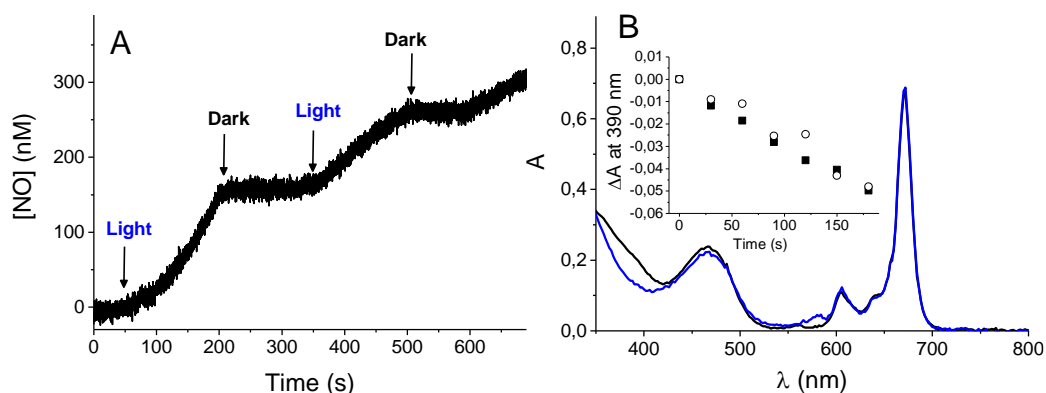 A
[NO] (nM)
300
200
100
0
Light
Dark
Light
Dark
0 100 200 300 400 500 600
Time (s)
B
A
0,8
0,6
0,4
0,2
0,0
400 500 600 700 800
λ (nm)
ΔA at 390 nm
0,01
0,00
-0,01
-0,02
-0,03
-0,04
-0,05
-0,06
0 50 100 150
Time (s)